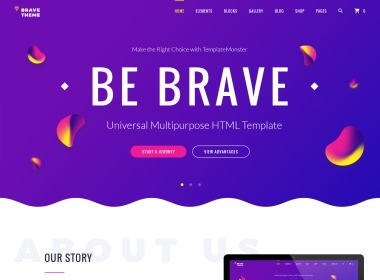 BRAVE
THEME
HOME ELEMENTS BLOCKS GALLERY BLOG SHOP PAGES 0
Make the Right Choice with TemplateMonster
BE BRAVE
Universal Multipurpose HTML Template
START A JOURNEY VIEW ADVANTAGES
ABOUT US
OUR STORY